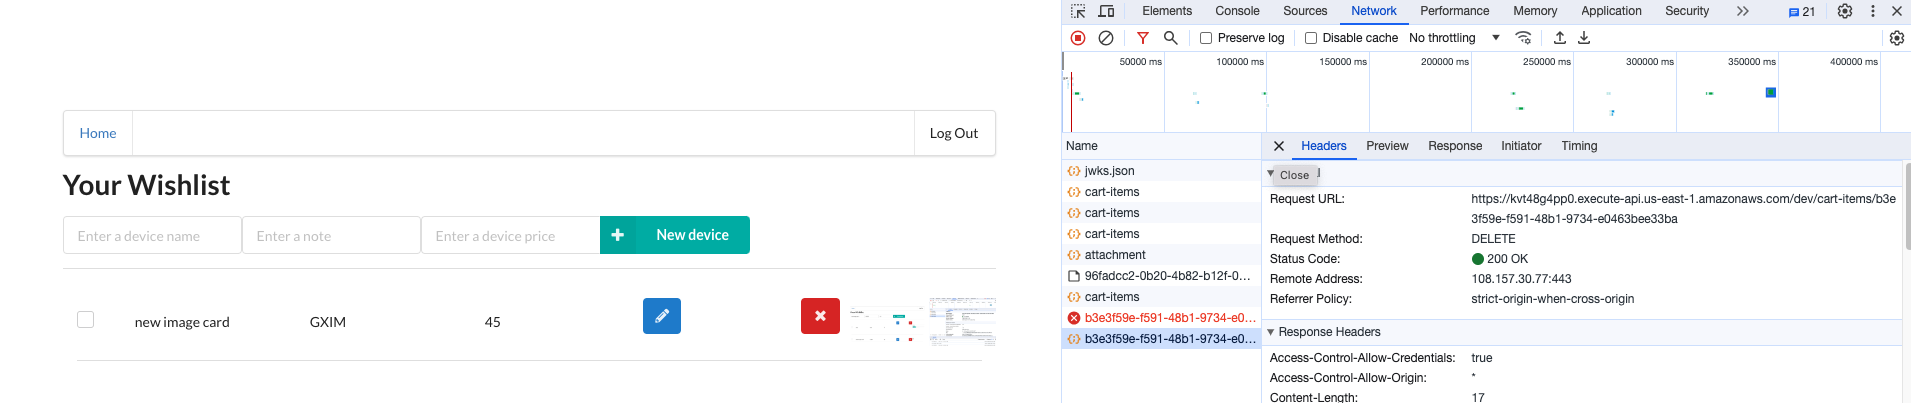 Home
Log Out
Your Wishlist
Enter a device name
Enter a note
Enter a device price
New device
new image card
GXIM
45
Elements
Console
Sources
Network
Performance
Memory
Application
Security
21
Preserve log
Disable cache
No throttling
50000 ms
100000 ms
150000 ms
200000 ms
250000 ms
300000 ms
350000 ms
400000 ms
Name
jwks.json
cart-items
cart-items
cart-items
attachment
96fadcc2-0b20-4b82-b12f-0...
cart-items
b3e3f59e-f591-48b1-9734-e0...
b3e3f59e-f591-48b1-9734-e0...
Headers
Preview
Response
Initiator
Timing
Close
Request URL:
https://kvt48g4pp0.execute-api.us-east-1.amazonaws.com/dev/cart-items/b3e
3f59e-f591-48b1-9734-e0463bee33ba
Request Method:
DELETE
Status Code:
200 OK
Remote Address:
108.157.30.77:443
Referrer Policy:
strict-origin-when-cross-origin
Response Headers
Access-Control-Allow-Credentials:
true
Access-Control-Allow-Origin:
*
Content-Length:
17